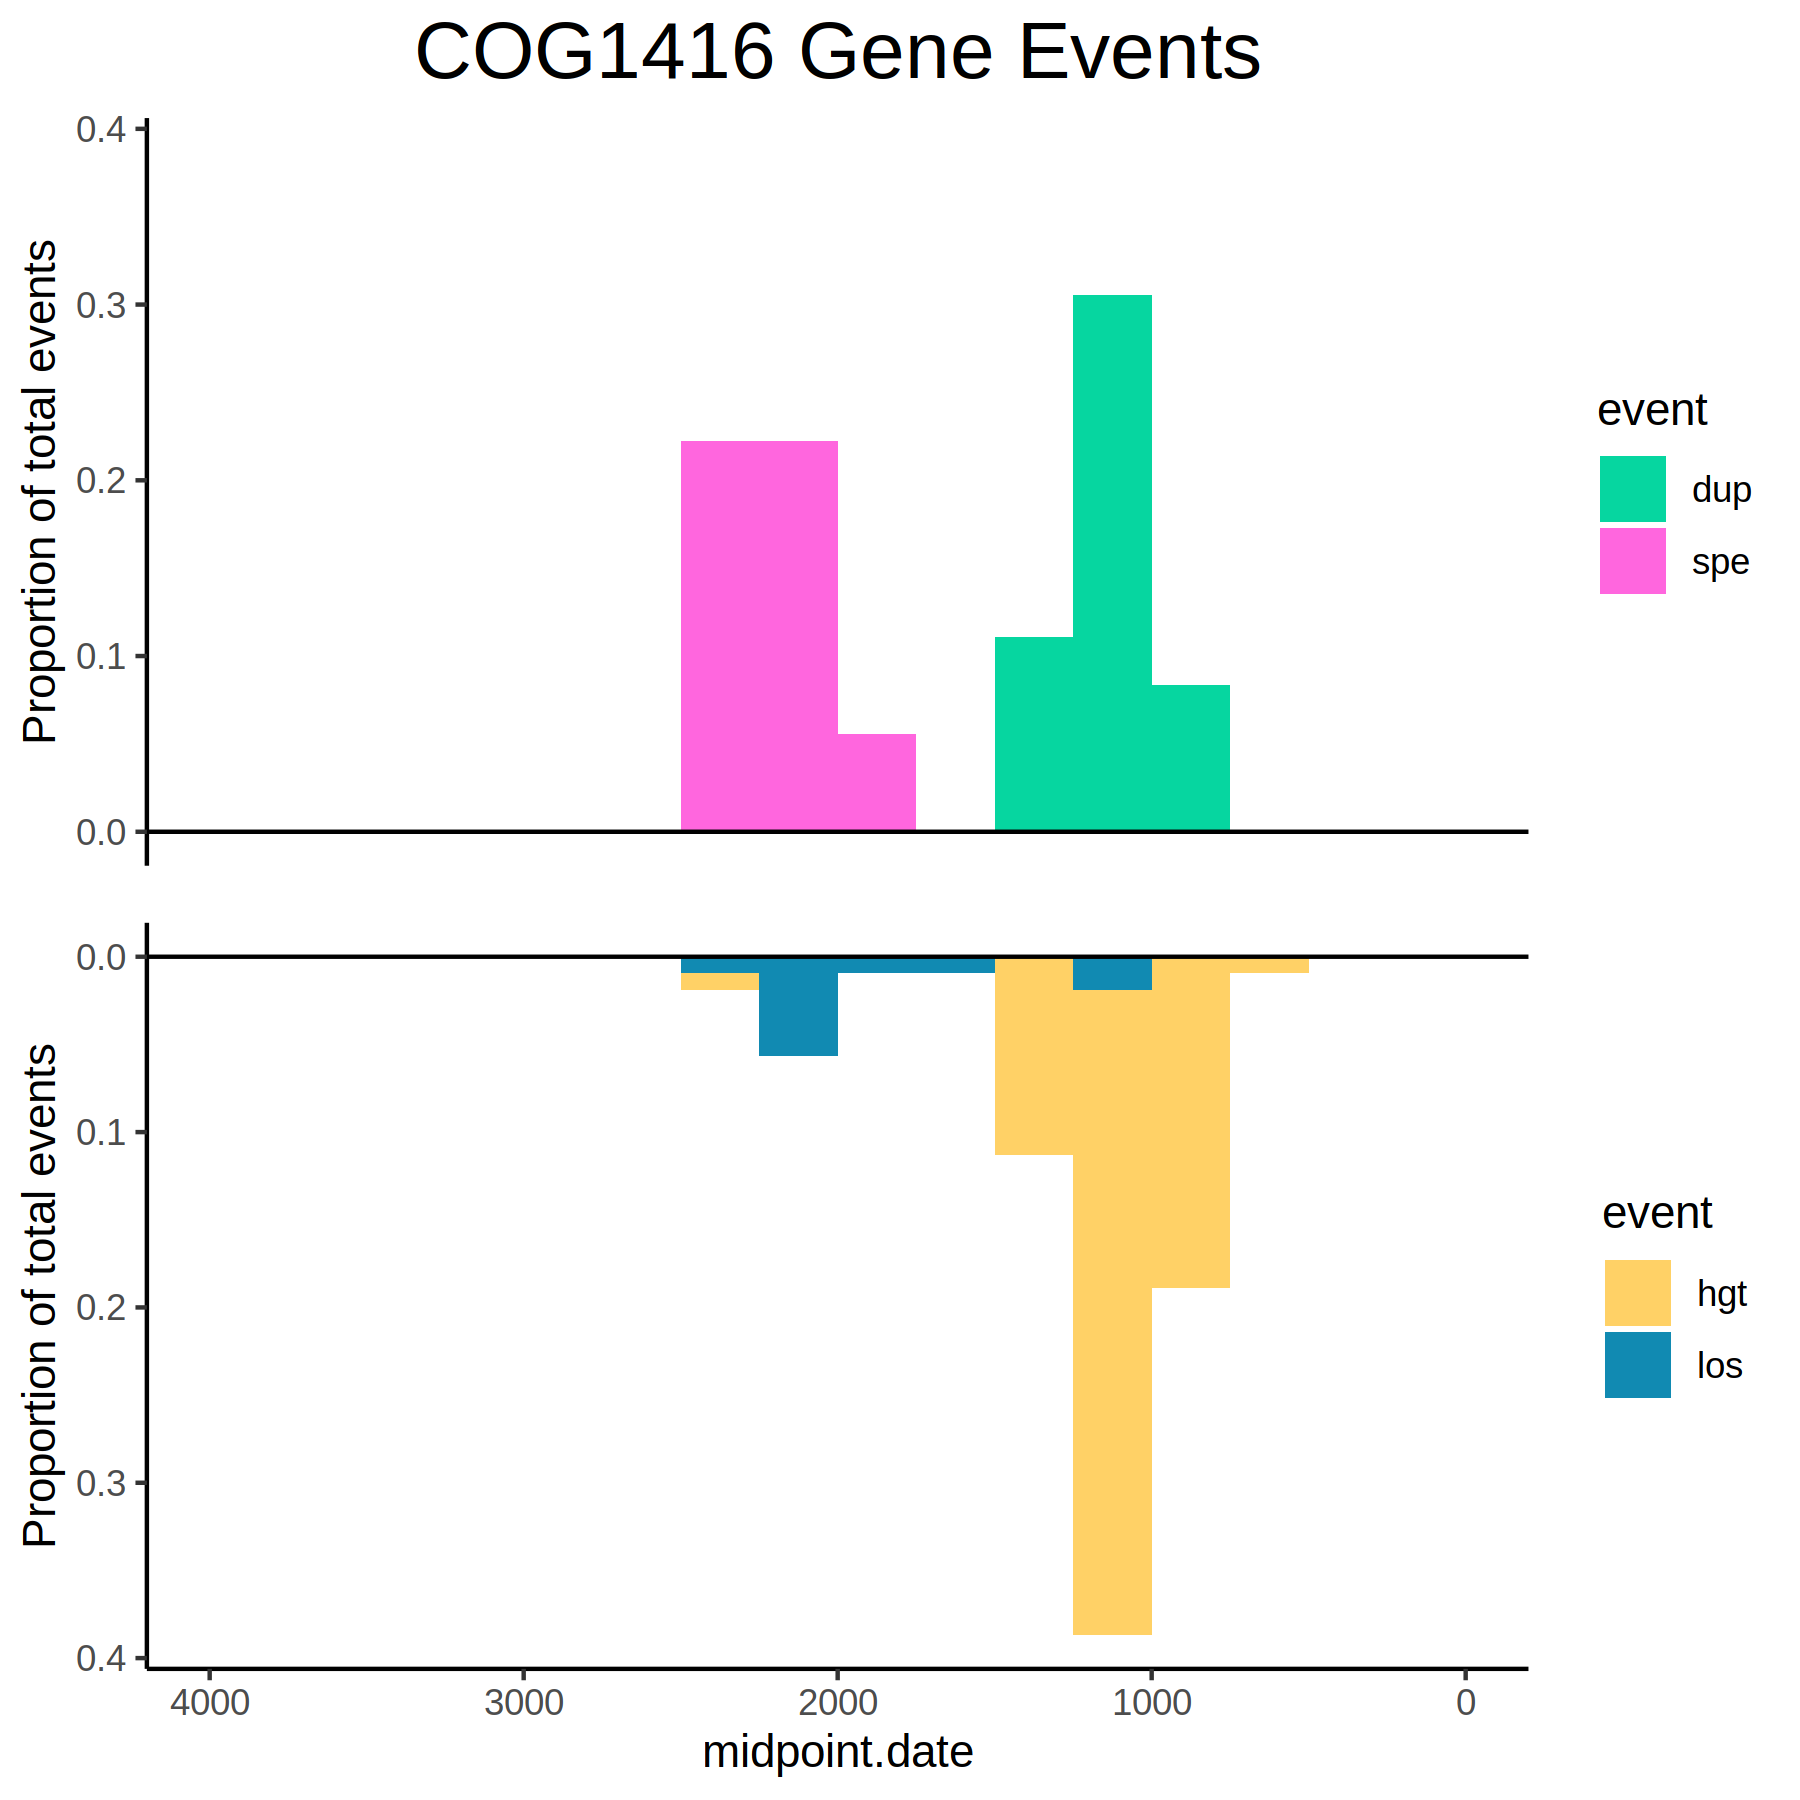 COG1416 Gene Events
Proportion of total events
0.4
0.3
0.2
0.1
0.0
event
dup
spe
Proportion of total events
0.0
0.1
0.2
0.3
0.4
event
hgt
los
4000 3000 2000 1000 0
midpoint.date